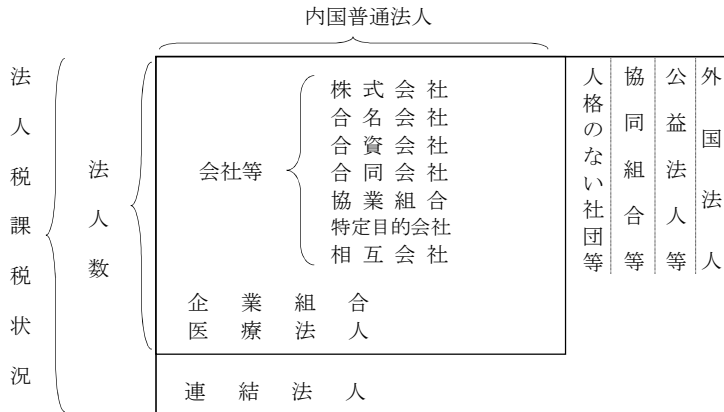 内国普通法人
法人税課税状況
法人数
会社等
株式会社
合名会社
合資会社
合同会社
協業組合
特定目的会社
相互会社
企業組合
医療法人
連結法人
人格のない社団等
協同組合等
公益法人等
外国法人